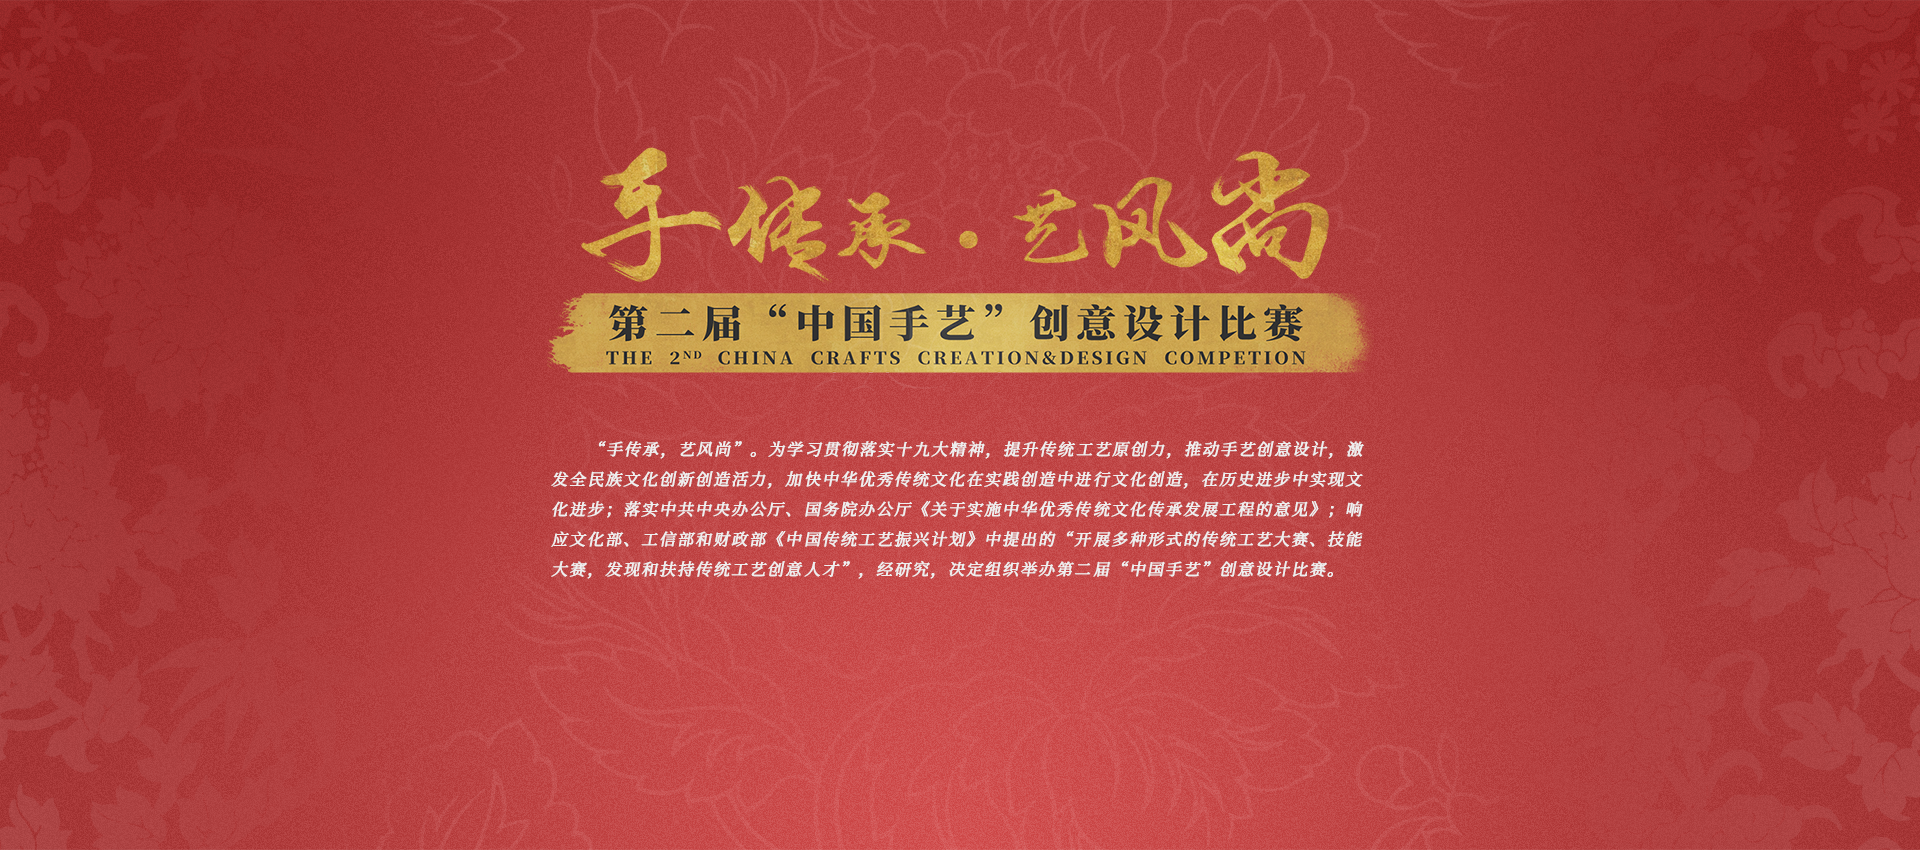 手传承·艺风尚
第二届“中国手艺”创意设计比赛
THE 2ND CHINA CRAFTS CREATION&DESIGN COMPETION
“手传承，艺风尚”。为学习贯彻落实十九大精神，提升传统工艺原创力，推动手艺创意设计，激
发全民族文化创新创造活力，加快中华优秀传统文化在实践创造中进行文化创造，在历史进步中实现文
化进步；落实中共中央办公厅、国务院办公厅《关于实施中华优秀传统文化传承发展工程的意见》；响
应文化部、工信部和财政部《中国传统工艺振兴计划》中提出的“开展多种形式的传统工艺大赛、技能
大赛，发现和扶持传统工艺创意人才”，经研究，决定组织举办第二届“中国手艺”创意设计比赛。